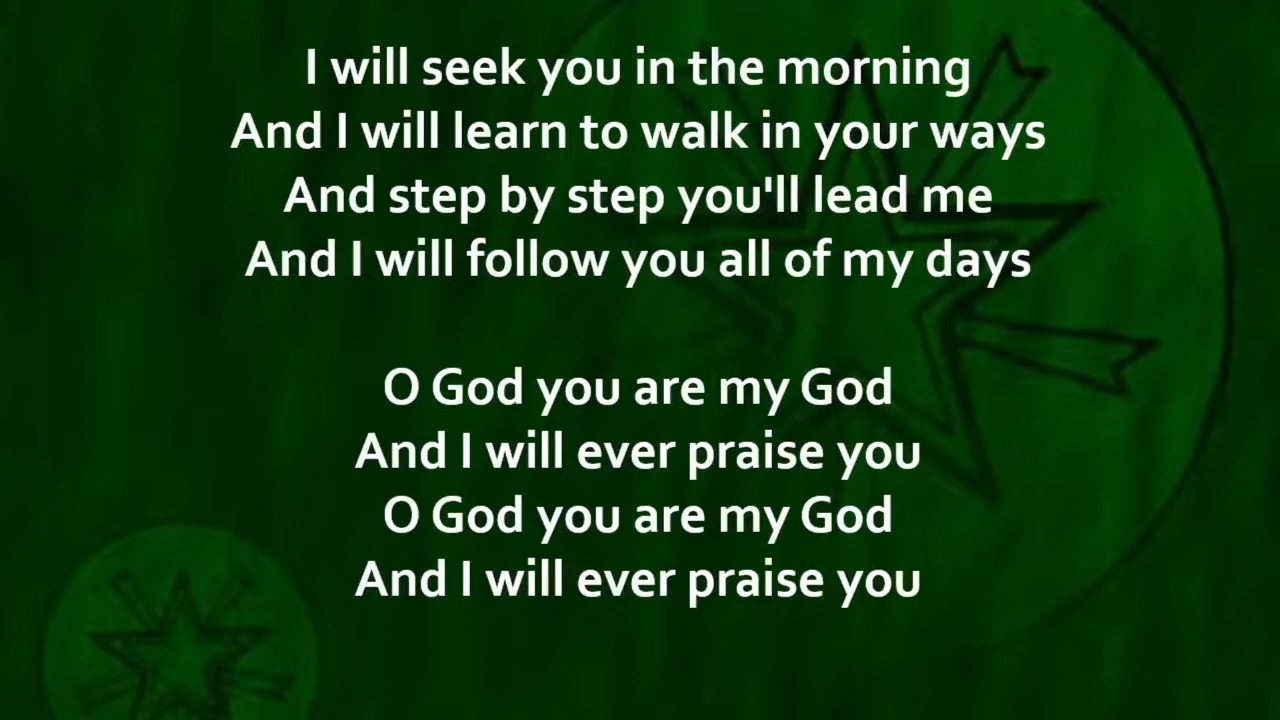 I will seek you in the morning
And I will learn to walk in your ways
And step by step you'll lead me
And I will follow you all of my days
O God you are my God
And I will ever praise you
O God you are my God
And I will ever praise you